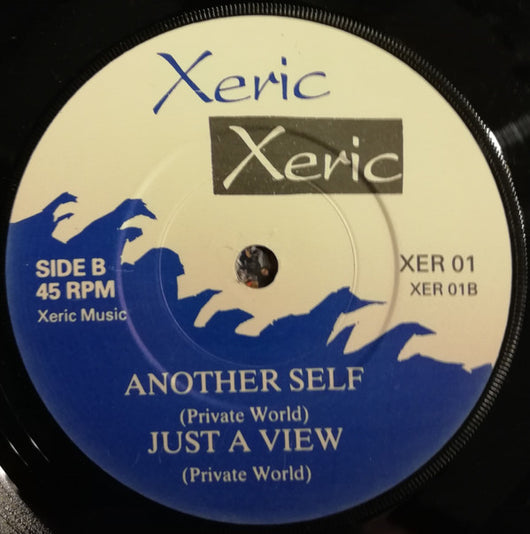 Xeric
Xeric
SIDE B
45 RPM
Xeric Music
XER 01
XER 01B
ANOTHER SELF
(Private World)
JUST A VIEW
(Private World)